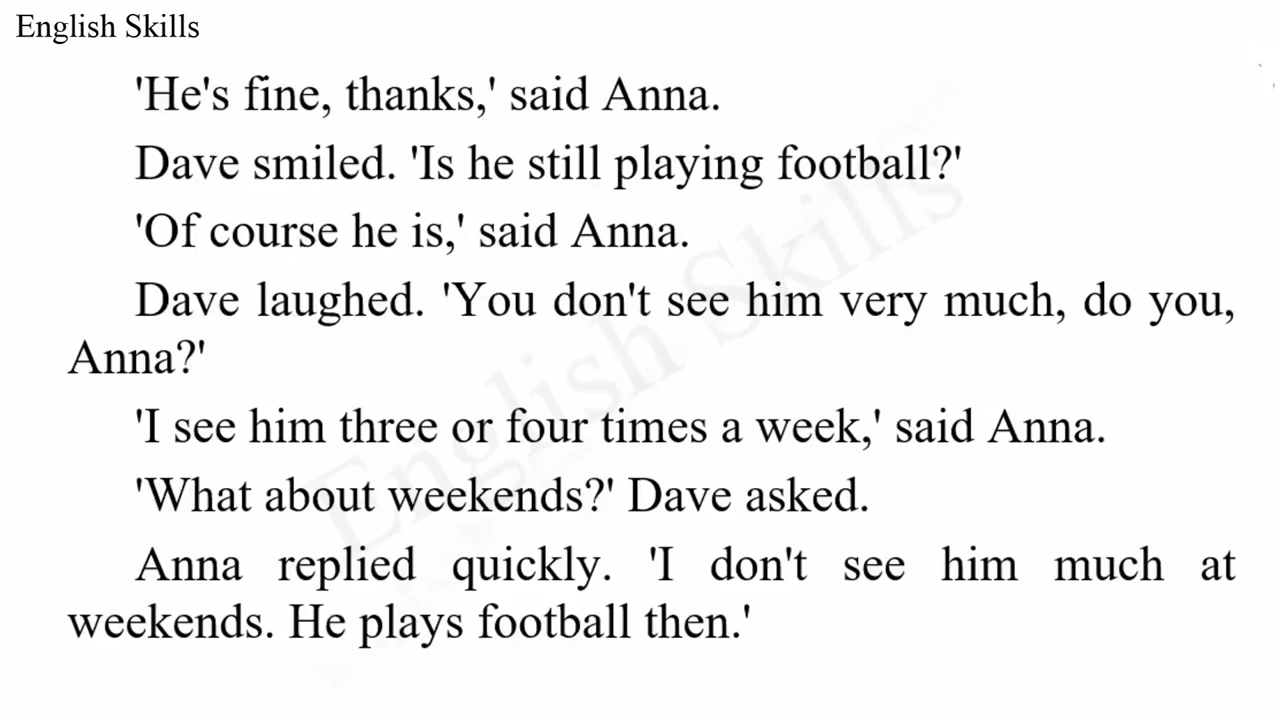 English Skills
'He's fine, thanks,' said Anna.
Dave smiled. 'Is he still playing football?'
'Of course he is,' said Anna.
Dave laughed. 'You don't see him very much, do you,
Anna?'
'I see him three or four times a week,' said Anna.
'What about weekends?' Dave asked.
Anna replied quickly. 'I don't see him much at
weekends. He plays football then.'
English Skills